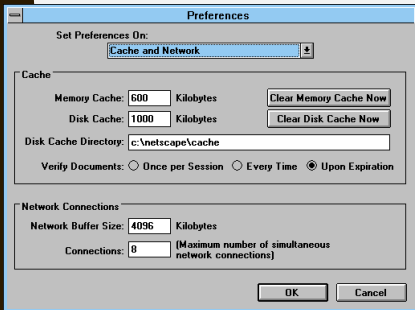 Preferences
Set Preferences On:
Cache and Network
Cache
Memory Cache: 600 Kilobytes Clear Memory Cache Now
Disk Cache: 1000 Kilobytes Clear Disk Cache Now
Disk Cache Directory: c:\netscape\cache
Verify Documents: Once per Session Every Time Upon Expiration
Network Connections
Network Buffer Size: 4096 Kilobytes
Connections: 8 (Maximum number of simultaneous
network connections)
OK Cancel